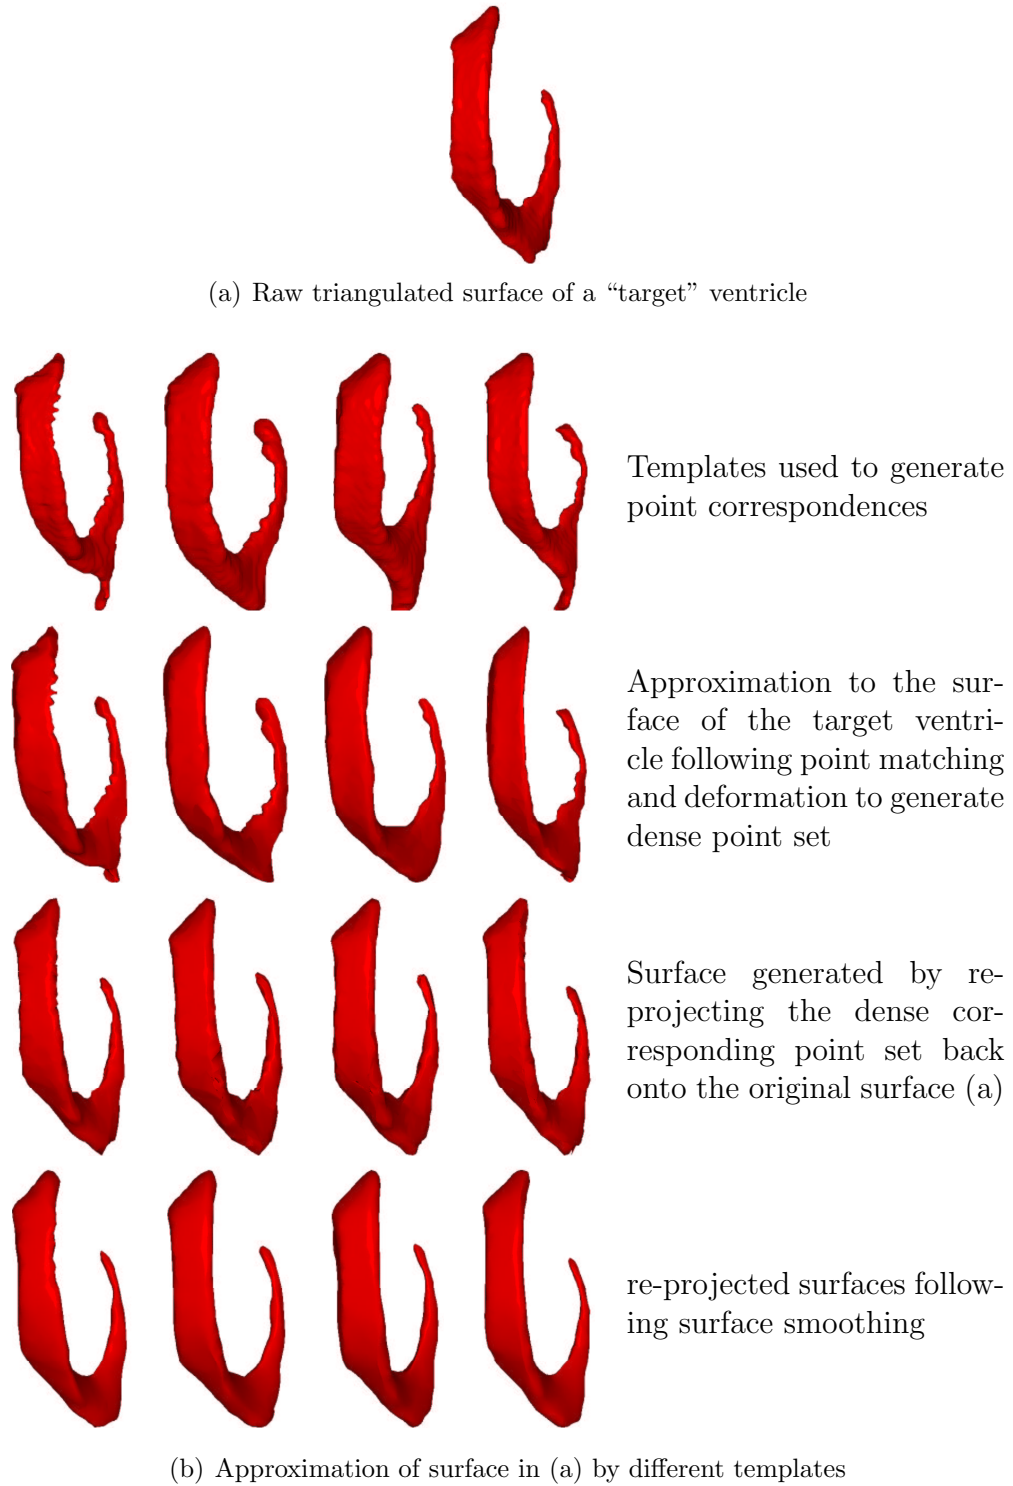 (a) Raw triangulated surface of a “target” ventricle
Templates used to generate
point correspondences
Approximation to the sur-
face of the target ventri-
cle following point matching
and deformation to generate
dense point set
Surface generated by re-
projecting the dense cor-
responding point set back
onto the original surface (a)
re-projected surfaces follow-
ing surface smoothing
(b) Approximation of surface in (a) by different templates